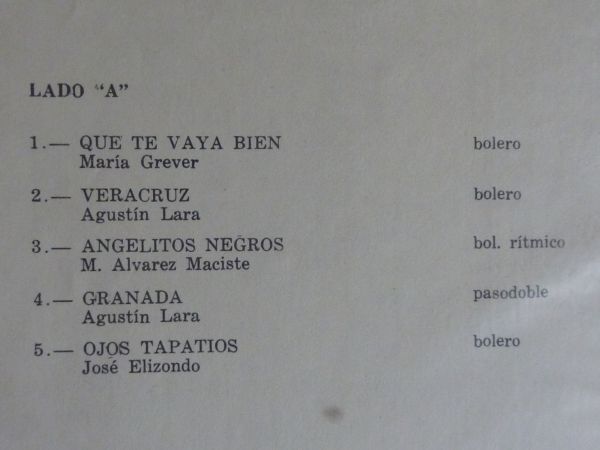 LADO "A"
1.— QUE TE VAYA BIEN bolero
María Grever
2.— VERACRUZ bolero
Agustín Lara
3.— ANGELITOS NEGROS bol. rítmico
M. Alvarez Maciste
4.— GRANADA pasodoble
Agustín Lara
5.— OJOS TAPATIOS bolero
José Elizondo